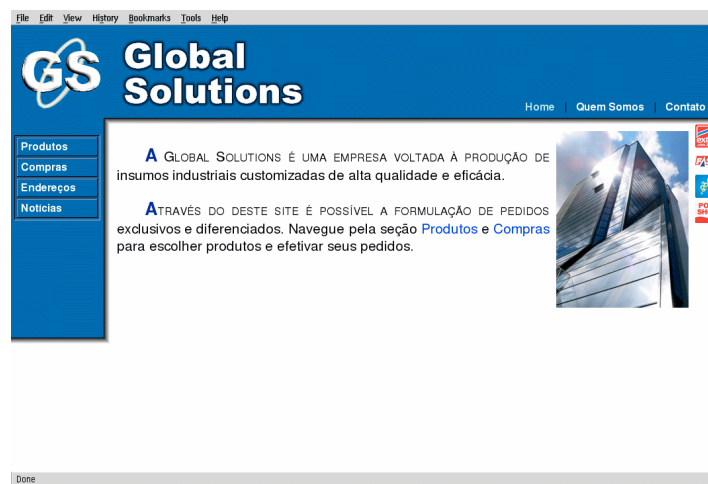 File Edit View History Bookmarks Tools Help
GS Global
Solutions
Home | Quem Somos | Contato
Produtos
Compras
Endereços
Notícias
A GLOBAL SOLUTIONS É UMA EMPRESA VOLTADA À PRODUÇÃO DE
insumos industriais customizadas de alta qualidade e eficácia.
ATRAVÉS DO DESTE SITE É POSSÍVEL A FORMULAÇÃO DE PEDIDOS
exclusivos e diferenciados. Navegue pela seção Produtos e Compras
para escolher produtos e efetivar seus pedidos.
Done